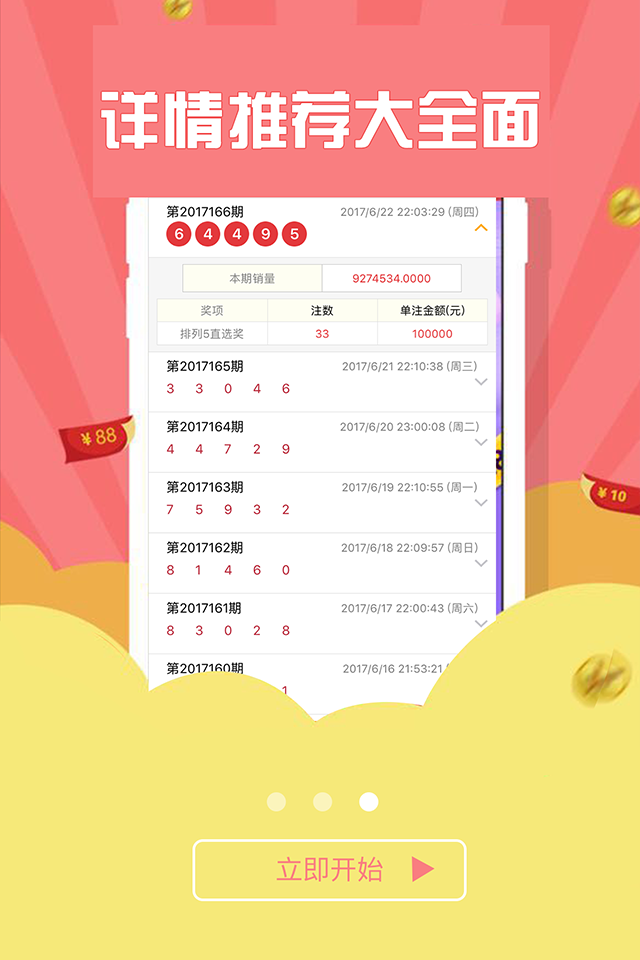 详情推荐大全面
第2017166期 2017/6/22 22:03:29 (周四)
6 4 4 9 5
本期销量 9274534.0000
奖项 注数 单注金额(元)
排列5直选奖 33 100000
第2017165期 2017/6/21 22:10:38 (周三)
3 3 0 4 6
第2017164期 2017/6/20 23:00:08 (周二)
4 4 7 2 9
¥88
第2017163期 2017/6/19 22:10:55 (周一)
7 5 9 3 2
¥10
第2017162期 2017/6/18 22:09:57 (周日)
8 1 4 6 0
第2017161期 2017/6/17 22:00:43 (周六)
8 3 0 2 8
第2017160期 2017/6/16 21:53:21
1
立即开始